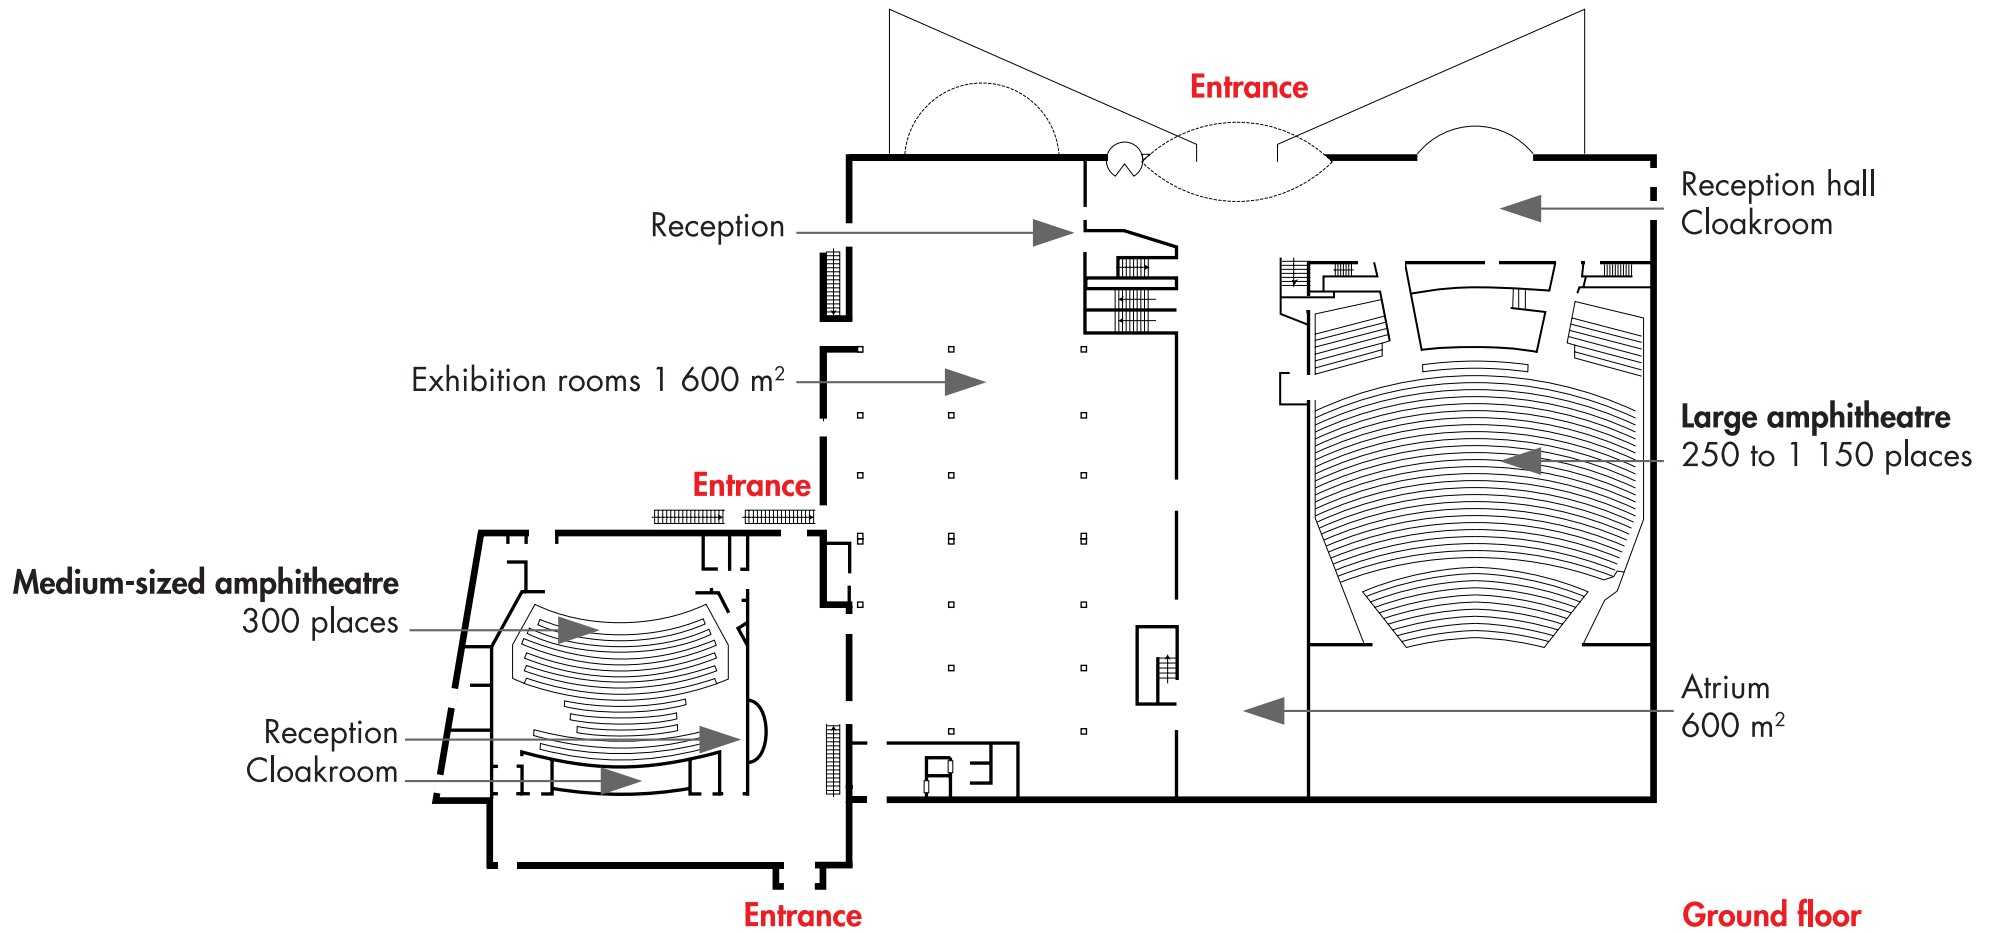 Entrance
Reception hall
Cloakroom
Reception
Exhibition rooms 1 600 m²
Large amphitheatre
250 to 1 150 places
Entrance
Medium-sized amphitheatre
300 places
Atrium
600 m²
Reception
Cloakroom
Entrance
Ground floor